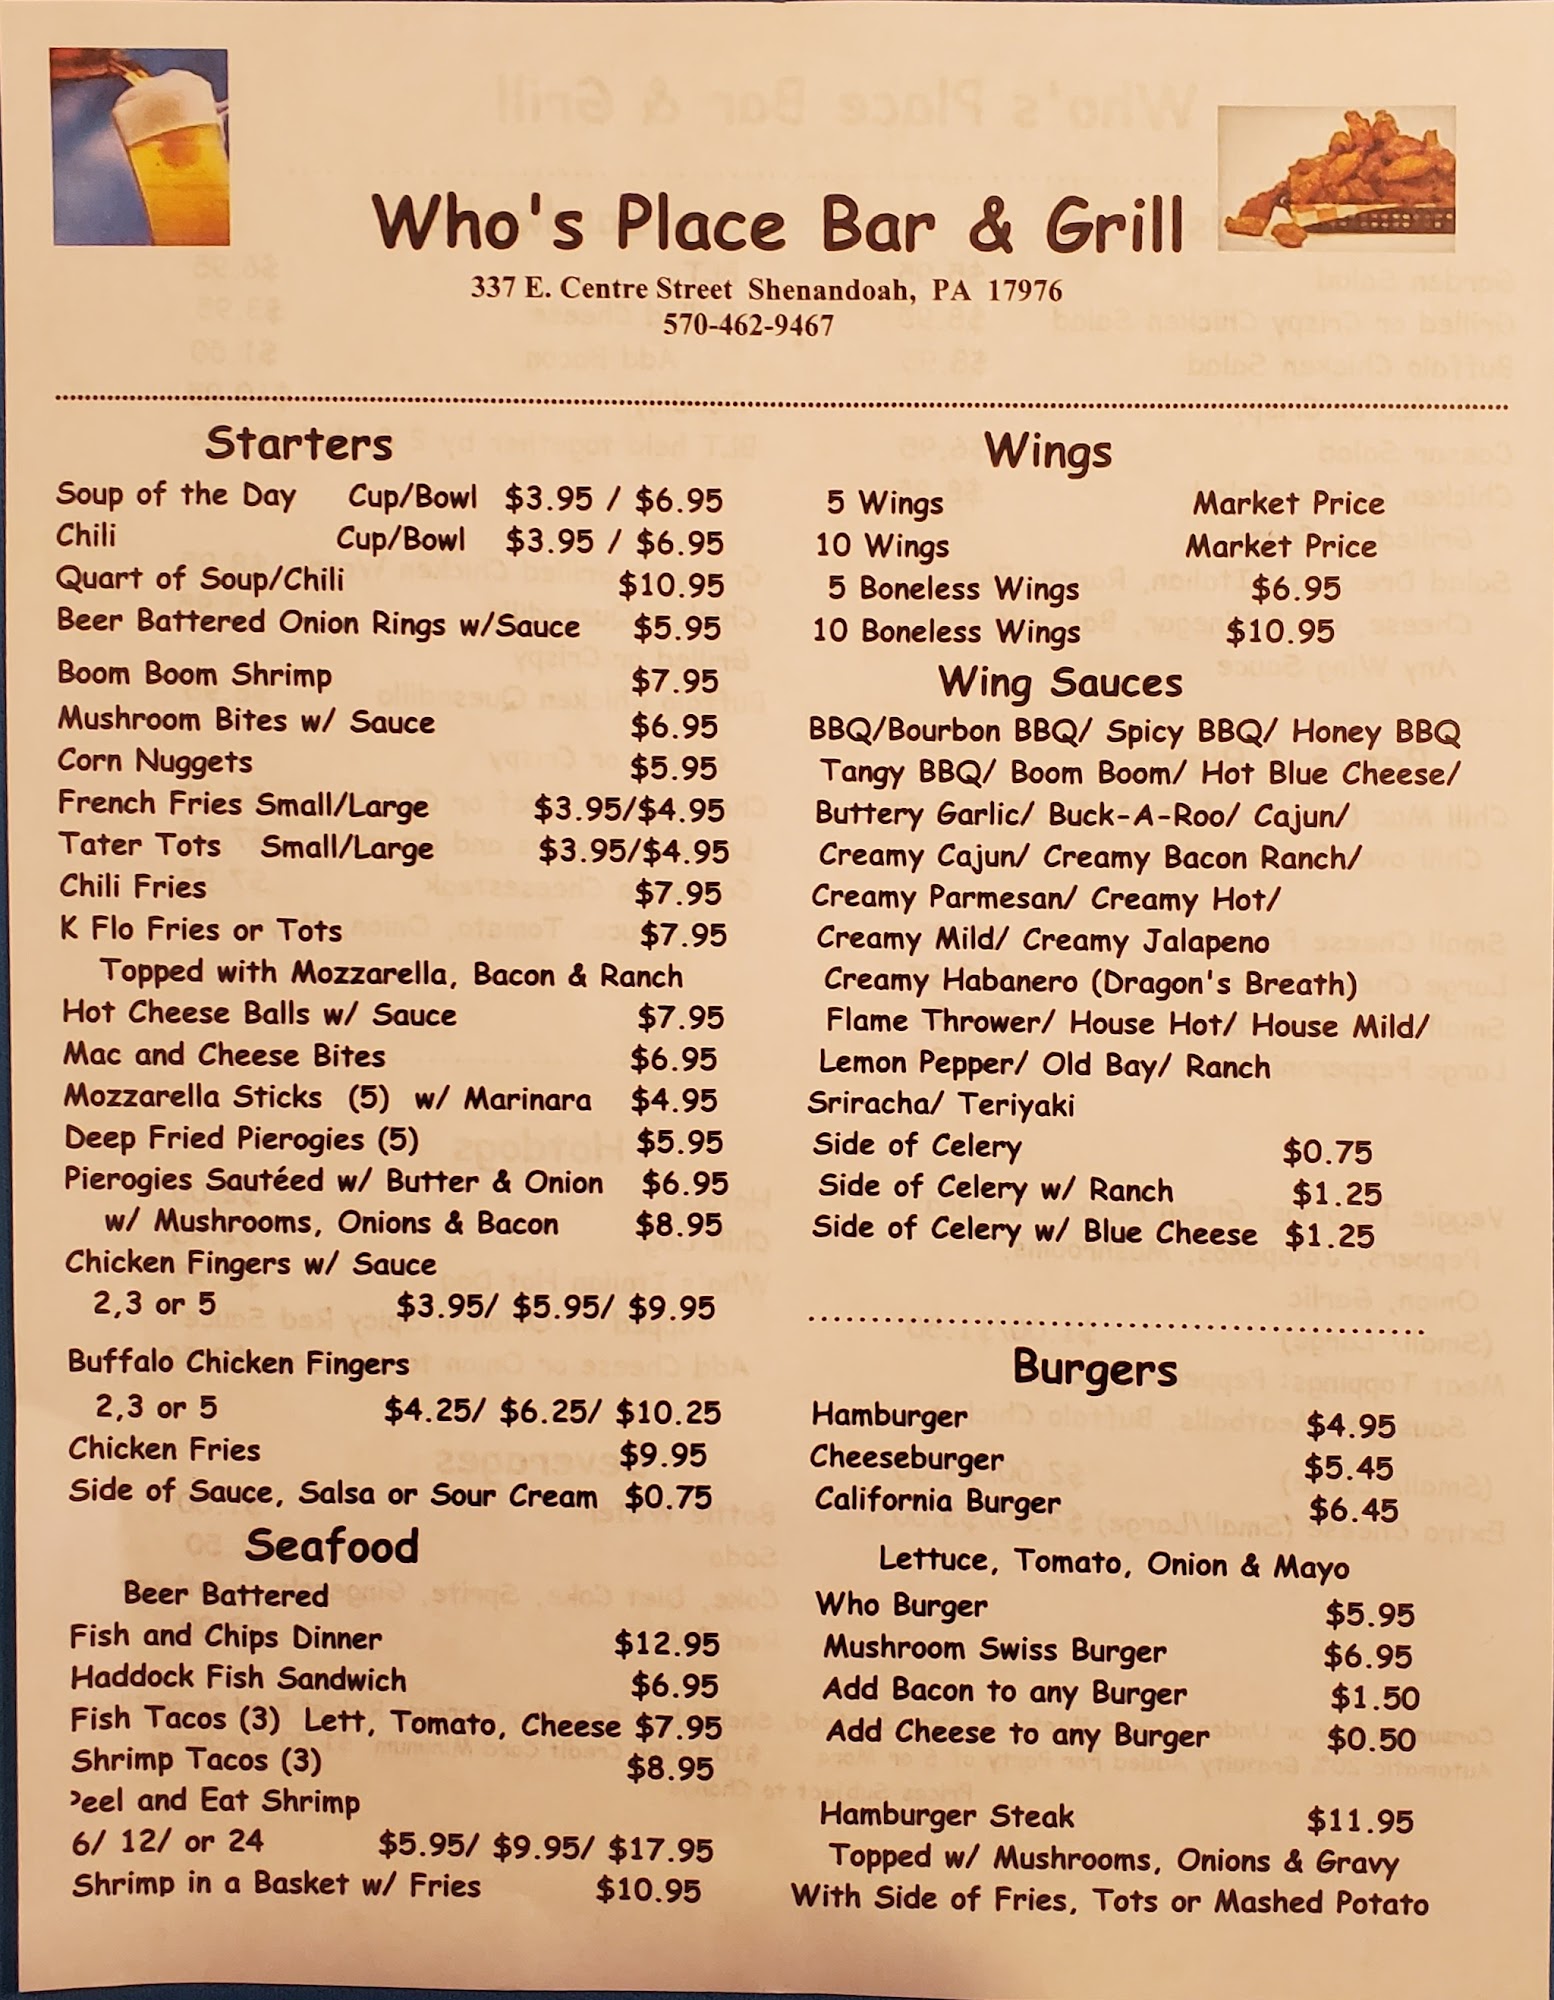 Who's Place Bar & Grill
337 E. Centre Street Shenandoah, PA 17976
570-462-9467
Starters
Soup of the Day Cup/Bowl $3.95 / $6.95
Chili Cup/Bowl $3.95 / $6.95
Quart of Soup/Chili $10.95
Beer Battered Onion Rings w/Sauce $5.95
Boom Boom Shrimp $7.95
Mushroom Bites w/ Sauce $6.95
Corn Nuggets $5.95
French Fries Small/Large $3.95/$4.95
Tater Tots Small/Large $3.95/$4.95
Chili Fries $7.95
K Flo Fries or Tots $7.95
Topped with Mozzarella, Bacon & Ranch
Hot Cheese Balls w/ Sauce $7.95
Mac and Cheese Bites $6.95
Mozzarella Sticks (5) w/ Marinara $4.95
Deep Fried Pierogies (5) $5.95
Pierogies Sautéed w/ Butter & Onion $6.95
w/ Mushrooms, Onions & Bacon $8.95
Chicken Fingers w/ Sauce
2,3 or 5 $3.95/ $5.95/ $9.95
Buffalo Chicken Fingers
2,3 or 5 $4.25/ $6.25/ $10.25
Chicken Fries $9.95
Side of Sauce, Salsa or Sour Cream $0.75
Seafood
Beer Battered
Fish and Chips Dinner $12.95
Haddock Fish Sandwich $6.95
Fish Tacos (3) Lett, Tomato, Cheese $7.95
Shrimp Tacos (3) $8.95
Peel and Eat Shrimp
6/ 12/ or 24 $5.95/ $9.95/ $17.95
Shrimp in a Basket w/ Fries $10.95
Wings
5 Wings Market Price
10 Wings Market Price
5 Boneless Wings $6.95
10 Boneless Wings $10.95
Wing Sauces
BBQ/Bourbon BBQ/ Spicy BBQ/ Honey BBQ
Tangy BBQ/ Boom Boom/ Hot Blue Cheese/
Buttery Garlic/ Buck-A-Roo/ Cajun/
Creamy Cajun/ Creamy Bacon Ranch/
Creamy Parmesan/ Creamy Hot/
Creamy Mild/ Creamy Jalapeno
Creamy Habanero (Dragon's Breath)
Flame Thrower/ House Hot/ House Mild/
Lemon Pepper/ Old Bay/ Ranch
Sriracha/ Teriyaki
Side of Celery $0.75
Side of Celery w/ Ranch $1.25
Side of Celery w/ Blue Cheese $1.25
Burgers
Hamburger $4.95
Cheeseburger $5.45
California Burger $6.45
Lettuce, Tomato, Onion & Mayo
Who Burger $5.95
Mushroom Swiss Burger $6.95
Add Bacon to any Burger $1.50
Add Cheese to any Burger $0.50
Hamburger Steak $11.95
Topped w/ Mushrooms, Onions & Gravy
With Side of Fries, Tots or Mashed Potato